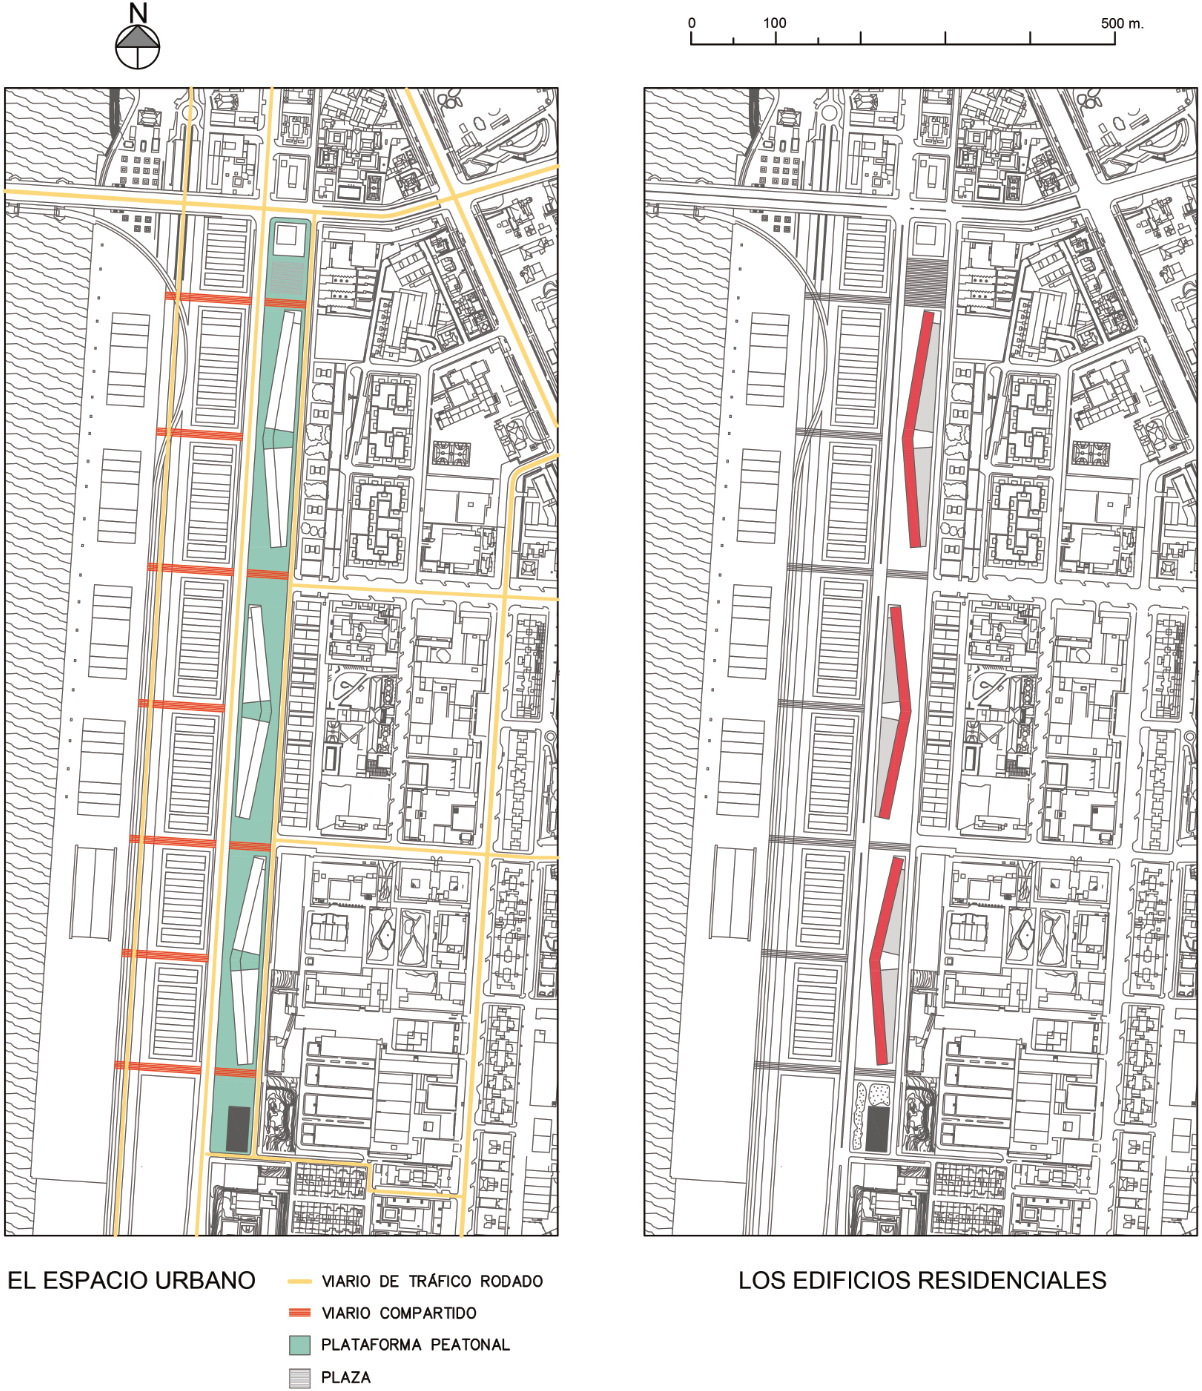 N
0 100 500 m.
EL ESPACIO URBANO
VIARIO DE TRÁFICO RODADO
VIARIO COMPARTIDO
PLATAFORMA PEATONAL
PLAZA
LOS EDIFICIOS RESIDENCIALES